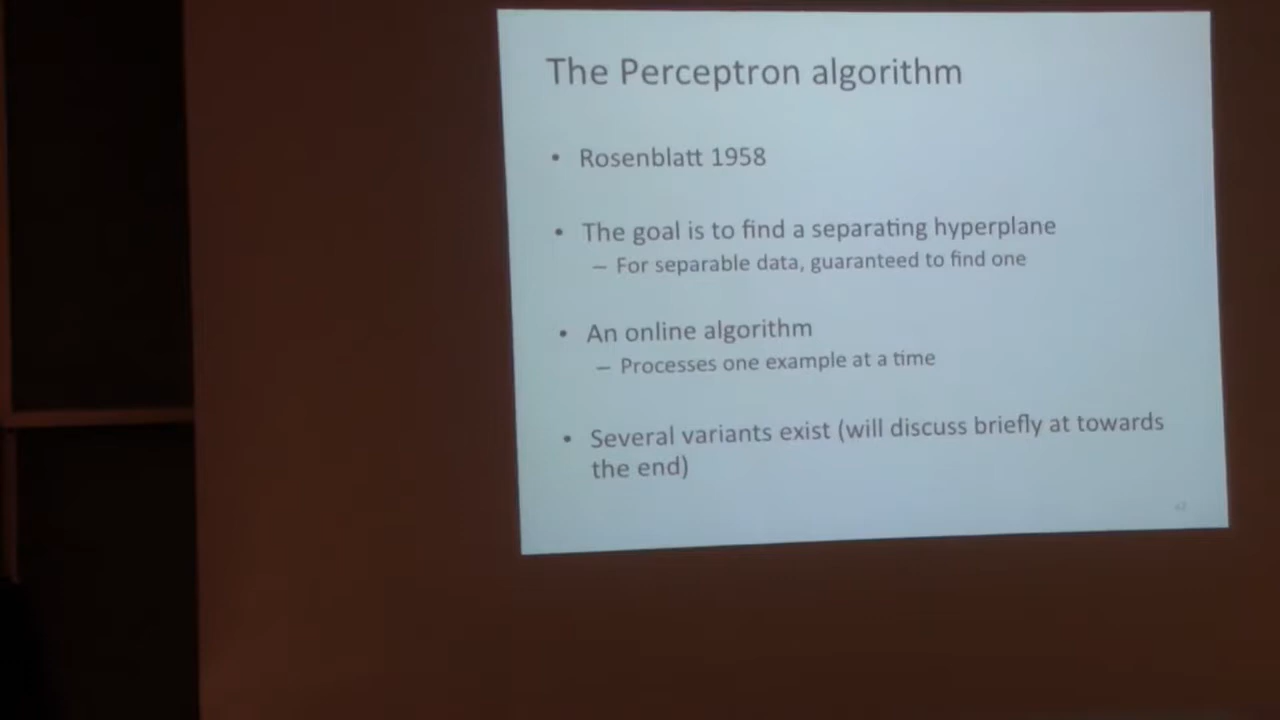 The Perceptron algorithm
• Rosenblatt 1958
• The goal is to find a separating hyperplane
– For separable data, guaranteed to find one
• An online algorithm
– Processes one example at a time
• Several variants exist (will discuss briefly at towards
the end)